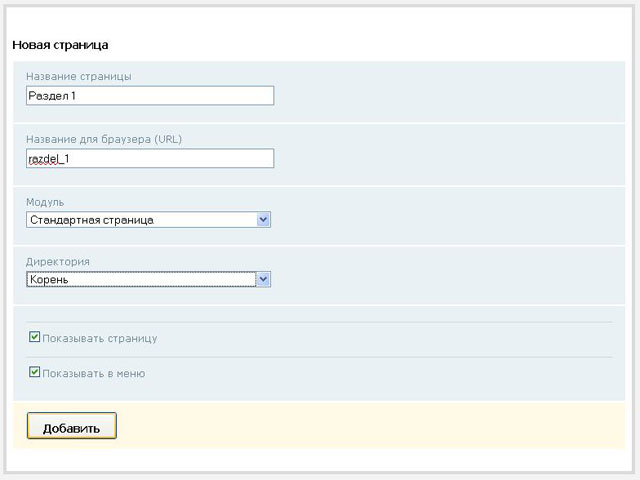 Новая страница
Название страницы
Раздел 1
Название для браузера (URL)
razdel_1
Модуль
Стандартная страница
Директория
Корень
Показывать страницу
Показывать в меню
Добавить